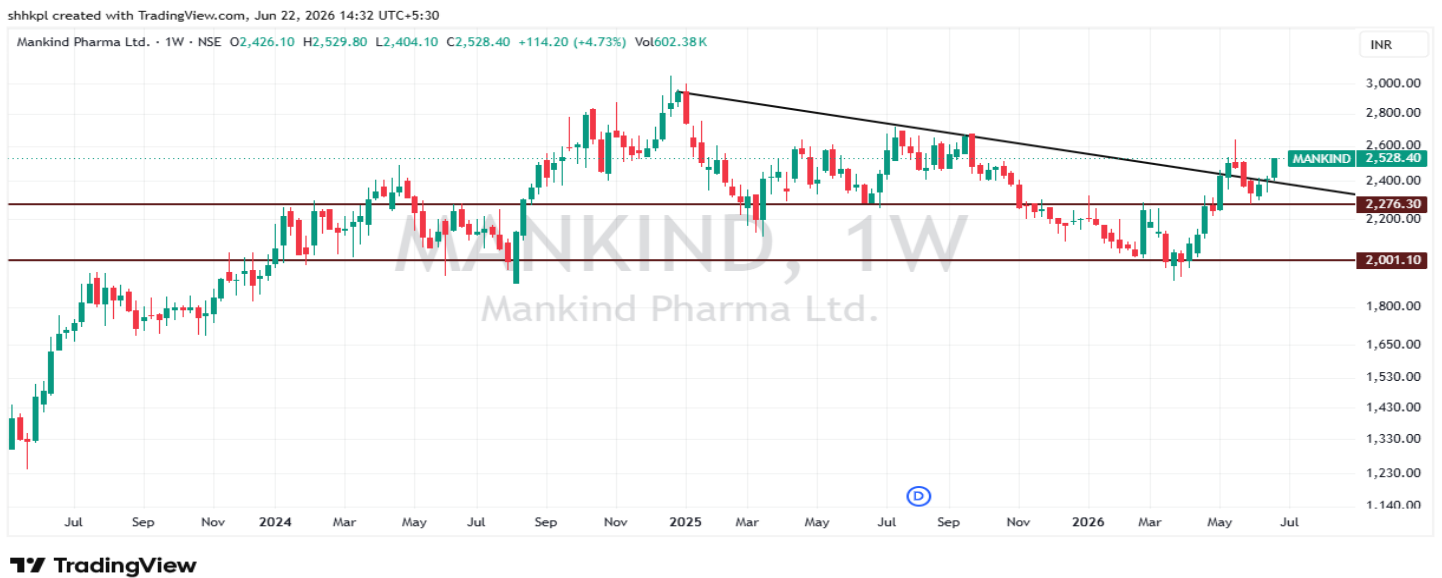 shhkpl created with TradingView.com, Jun 22, 2026 14:32 UTC+5:30
Mankind Pharma Ltd. · 1W · NSE O2,426.10 H2,529.80 L2,404.10 C2,528.40 +114.20 (+4.73%) Vol602.38K
INR
3,000.00
2,800.00
2,600.00
MANKIND 2,528.40
2,400.00
2,276.30
2,200.00
MANKIND, 1W
2,001.10
Mankind Pharma Ltd.
1,800.00
1,650.00
1,530.00
1,430.00
1,330.00
1,230.00
D
1,140.00
Jul Sep Nov 2024 Mar May Jul Sep Nov 2025 Mar May Jul Sep Nov 2026 Mar May Jul
TradingView